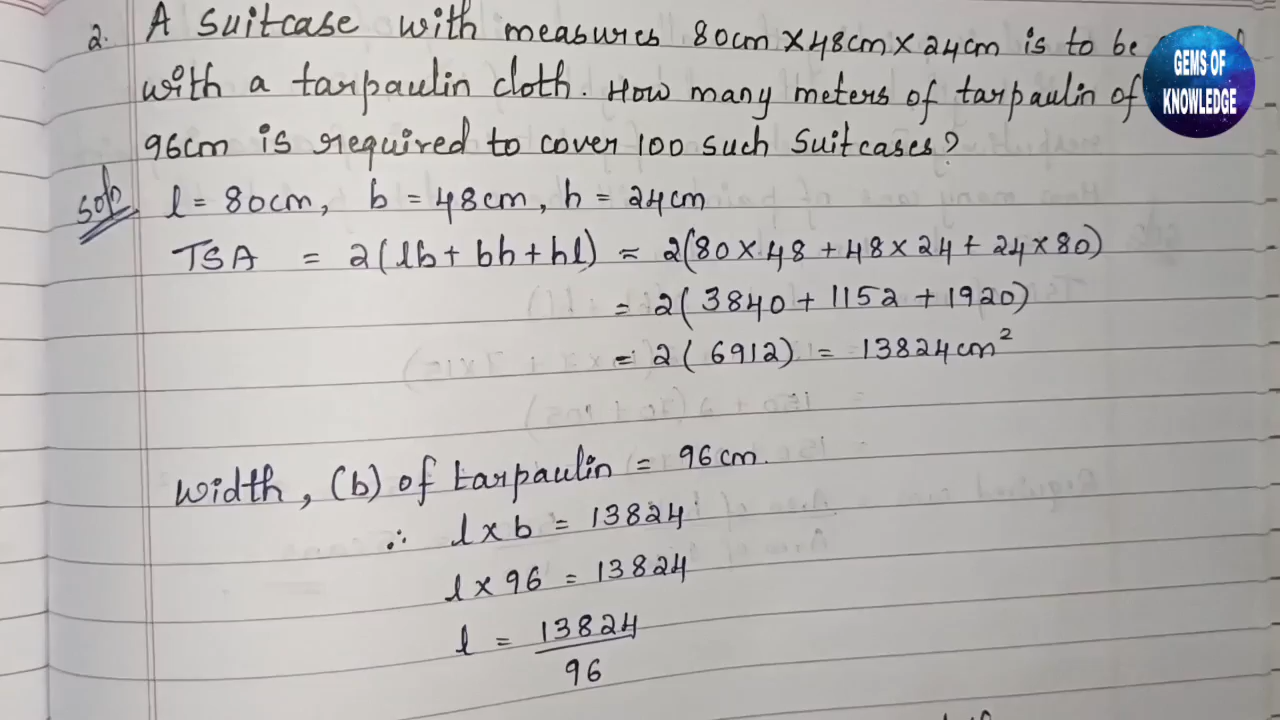 2. A Suitcase with measures 80cm × 48cm × 24cm is to be
with a tarpaulin cloth. How many meters of tarpaulin of
96cm is required to cover 100 such Suitcases?
Soln l = 80cm, b = 48cm, h = 24cm
TSA = 2(lb + bh + hl) = 2(80 × 48 + 48 × 24 + 24 × 80)
= 2(3840 + 1152 + 1920)
= 2(6912) = 13824cm²
Width, (b) of tarpaulin = 96cm.
∴ l × b = 13824
l × 96 = 13824
l = 13824
96
GEMS OF
KNOWLEDGE